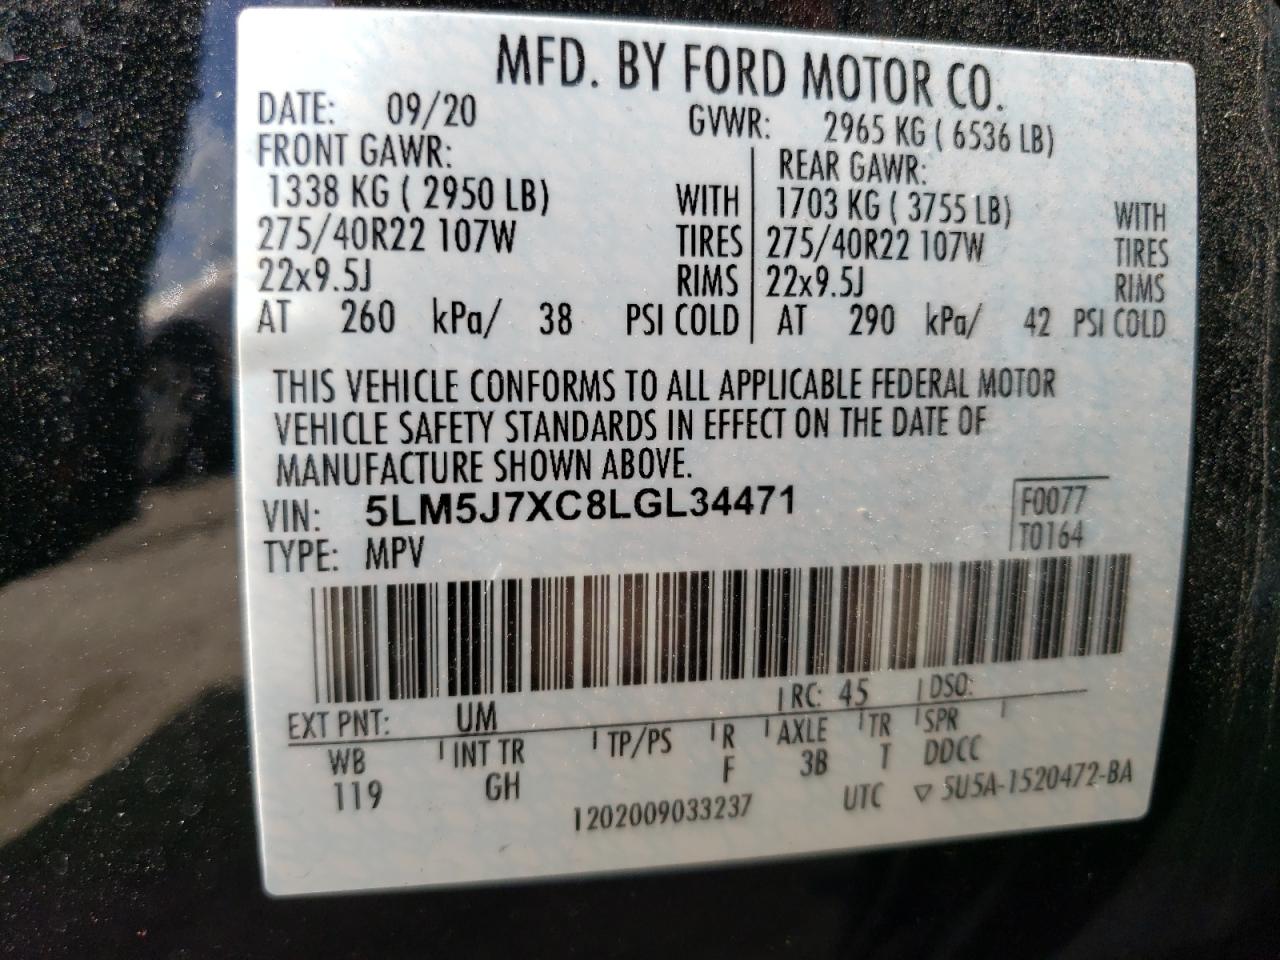 MFD. BY FORD MOTOR CO.
DATE: 09/20 GVWR: 2965 KG ( 6536 LB)
FRONT GAWR: REAR GAWR:
1338 KG ( 2950 LB) WITH 1703 KG ( 3755 LB) WITH
275/40R22 107W TIRES 275/40R22 107W TIRES
22x9.5J RIMS 22x9.5J RIMS
AT 260 kPa/ 38 PSI COLD AT 290 kPa/ 42 PSI COLD
THIS VEHICLE CONFORMS TO ALL APPLICABLE FEDERAL MOTOR
VEHICLE SAFETY STANDARDS IN EFFECT ON THE DATE OF
MANUFACTURE SHOWN ABOVE.
VIN: 5LM5J7XC8LGL34471 F0077
TYPE: MPV T0164
EXT PNT: UM RC: 45 DSO:
WB INT TR TP/PS R AXLE TR SPR
119 GH F 3B T DDCC
1202009033237 UTC ▽ 5U5A-1520472-BA